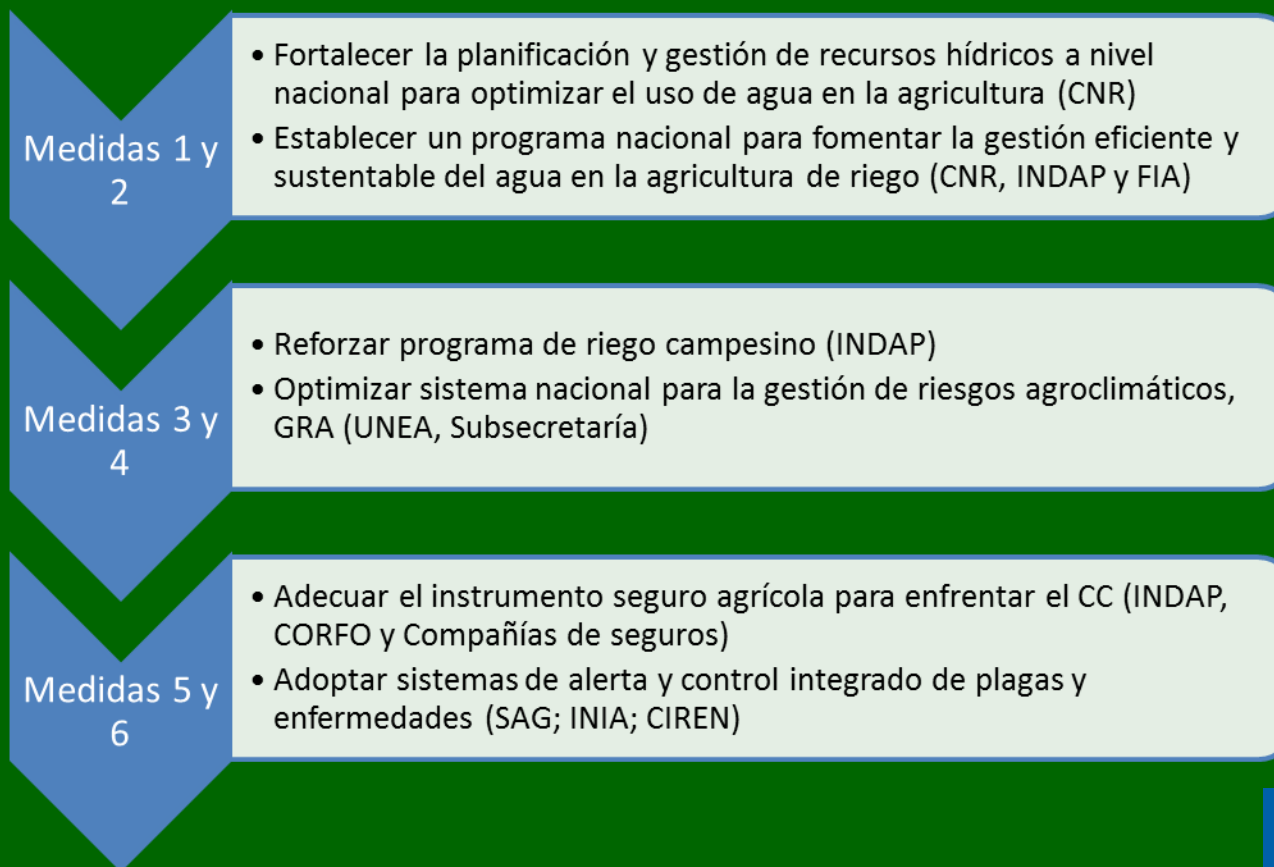 Medidas 1 y
2
• Fortalecer la planificación y gestión de recursos hídricos a nivel
nacional para optimizar el uso de agua en la agricultura (CNR)
• Establecer un programa nacional para fomentar la gestión eficiente y
sustentable del agua en la agricultura de riego (CNR, INDAP y FIA)
Medidas 3 y
4
• Reforzar programa de riego campesino (INDAP)
• Optimizar sistema nacional para la gestión de riesgos agroclimáticos,
GRA (UNEA, Subsecretaría)
Medidas 5 y
6
• Adecuar el instrumento seguro agrícola para enfrentar el CC (INDAP,
CORFO y Compañías de seguros)
• Adoptar sistemas de alerta y control integrado de plagas y
enfermedades (SAG; INIA; CIREN)